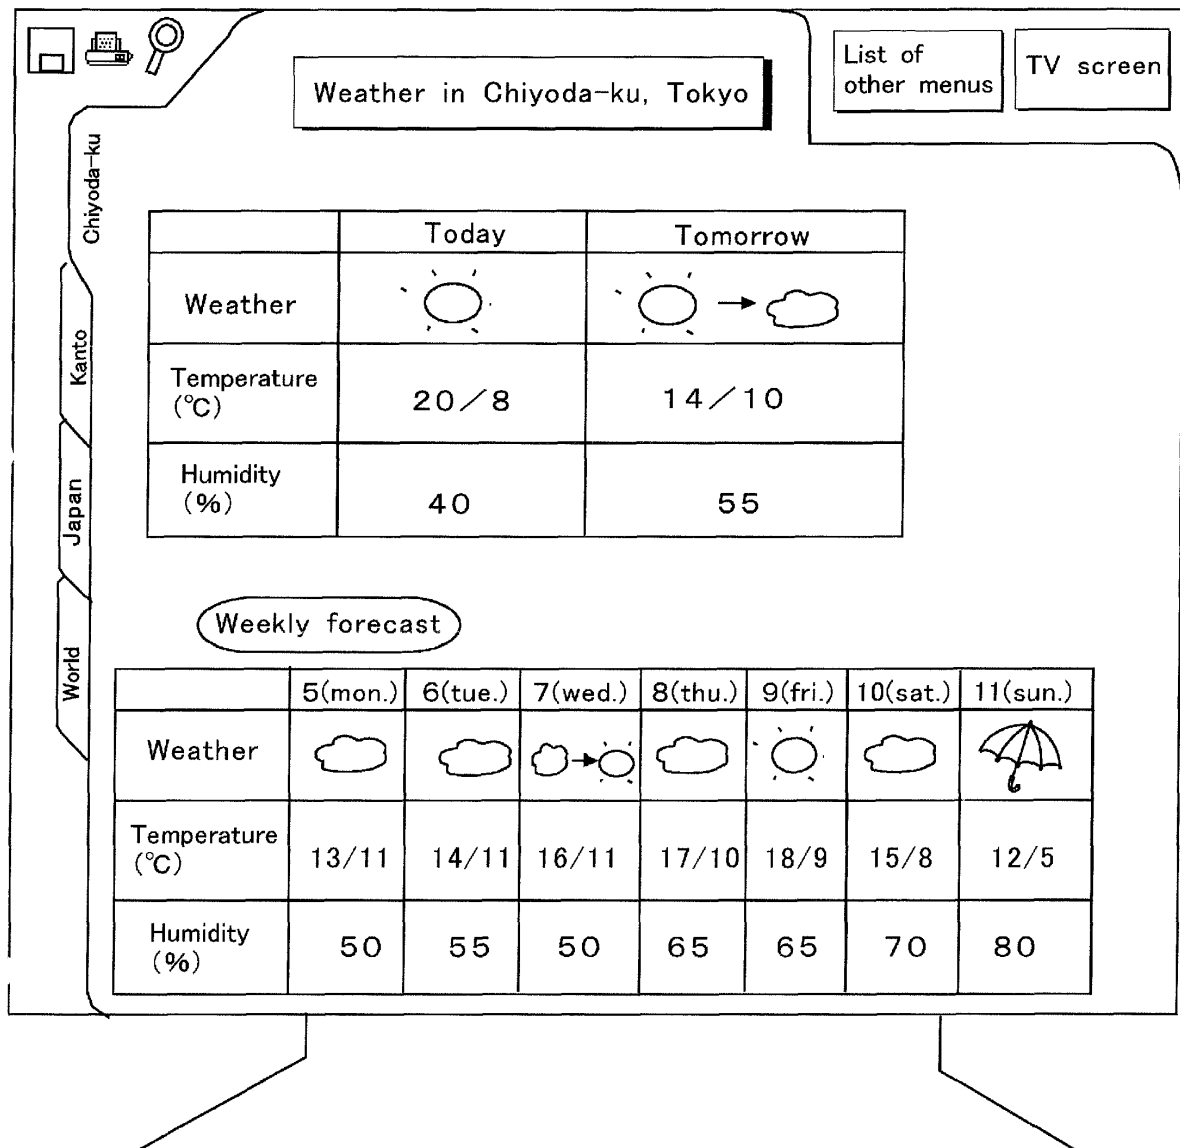 List of
other menus
TV screen
Weather in Chiyoda-ku, Tokyo
Chiyoda-ku
Kanto
Japan
World
Today Tomorrow
Weather
Temperature
(℃) 20/8 14/10
Humidity
(%) 40 55
Weekly forecast
5(mon.) 6(tue.) 7(wed.) 8(thu.) 9(fri.) 10(sat.) 11(sun.)
Weather
Temperature
(℃) 13/11 14/11 16/11 17/10 18/9 15/8 12/5
Humidity
(%) 50 55 50 65 65 70 80